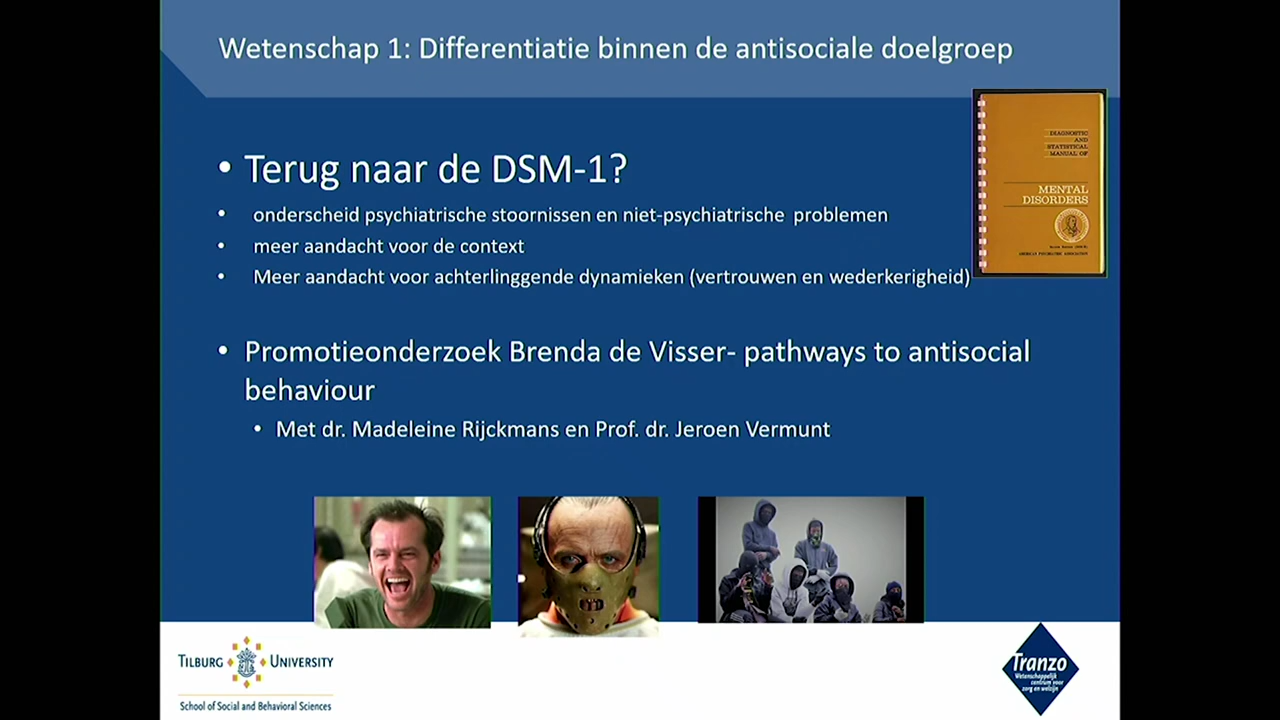 Wetenschap 1: Differentiatie binnen de antisociale doelgroep
• Terug naar de DSM-1?
• onderscheid psychiatrische stoornissen en niet-psychiatrische problemen
• meer aandacht voor de context
• Meer aandacht voor achterlinggende dynamieken (vertrouwen en wederkerigheid)
DIAGNOSTIC
AND
STATISTICAL
MANUAL OF
MENTAL
DISORDERS
AMERICAN PSYCHIATRIC ASSOCIATION
• Promotieonderzoek Brenda de Visser- pathways to antisocial
behaviour
• Met dr. Madeleine Rijckmans en Prof. dr. Jeroen Vermunt
TILBURG UNIVERSITY
School of Social and Behavioral Sciences
Tranzo
Wetenschappelijk
centrum voor
zorg en welzijn